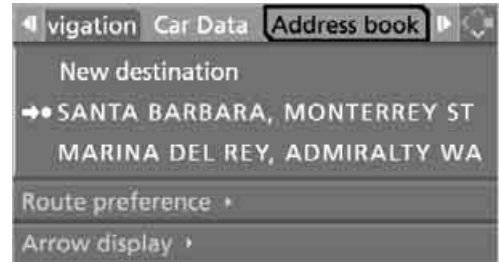 vigation Car Data Address book
New destination
SANTA BARBARA, MONTERREY ST
MARINA DEL REY, ADMIRALTY WA
Route preference
Arrow display